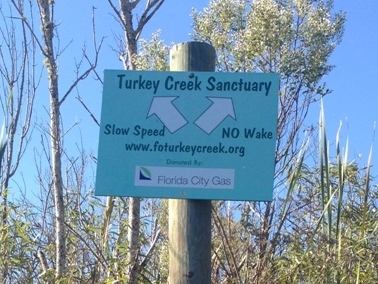 Turkey Creek Sanctuary
Slow Speed NO Wake
www.foturkeycreek.org
Donated By:
Florida City Gas